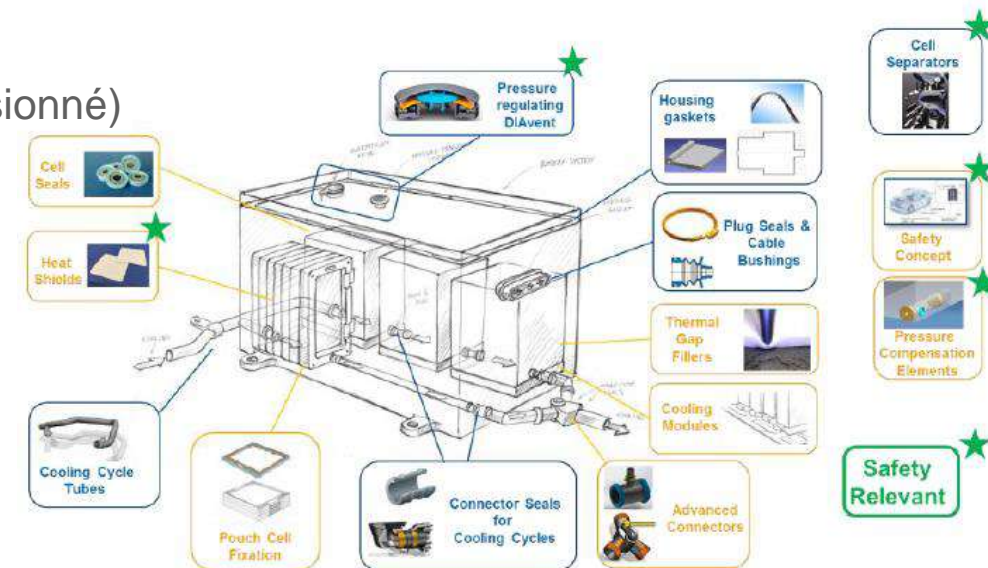 sionné)
Cell
Separators
Pressure
regulating
DIAvent
Housing
gaskets
Cell
Seals
Heat
Shields
Plug Seals &
Cable
Bushings
Safety
Concept
Thermal
Gap
Fillers
Pressure
Compensation
Elements
Cooling
Modules
Cooling Cycle
Tubes
Pouch Cell
Fixation
Connector Seals
for
Cooling Cycles
Advanced
Connectors
Safety
Relevant